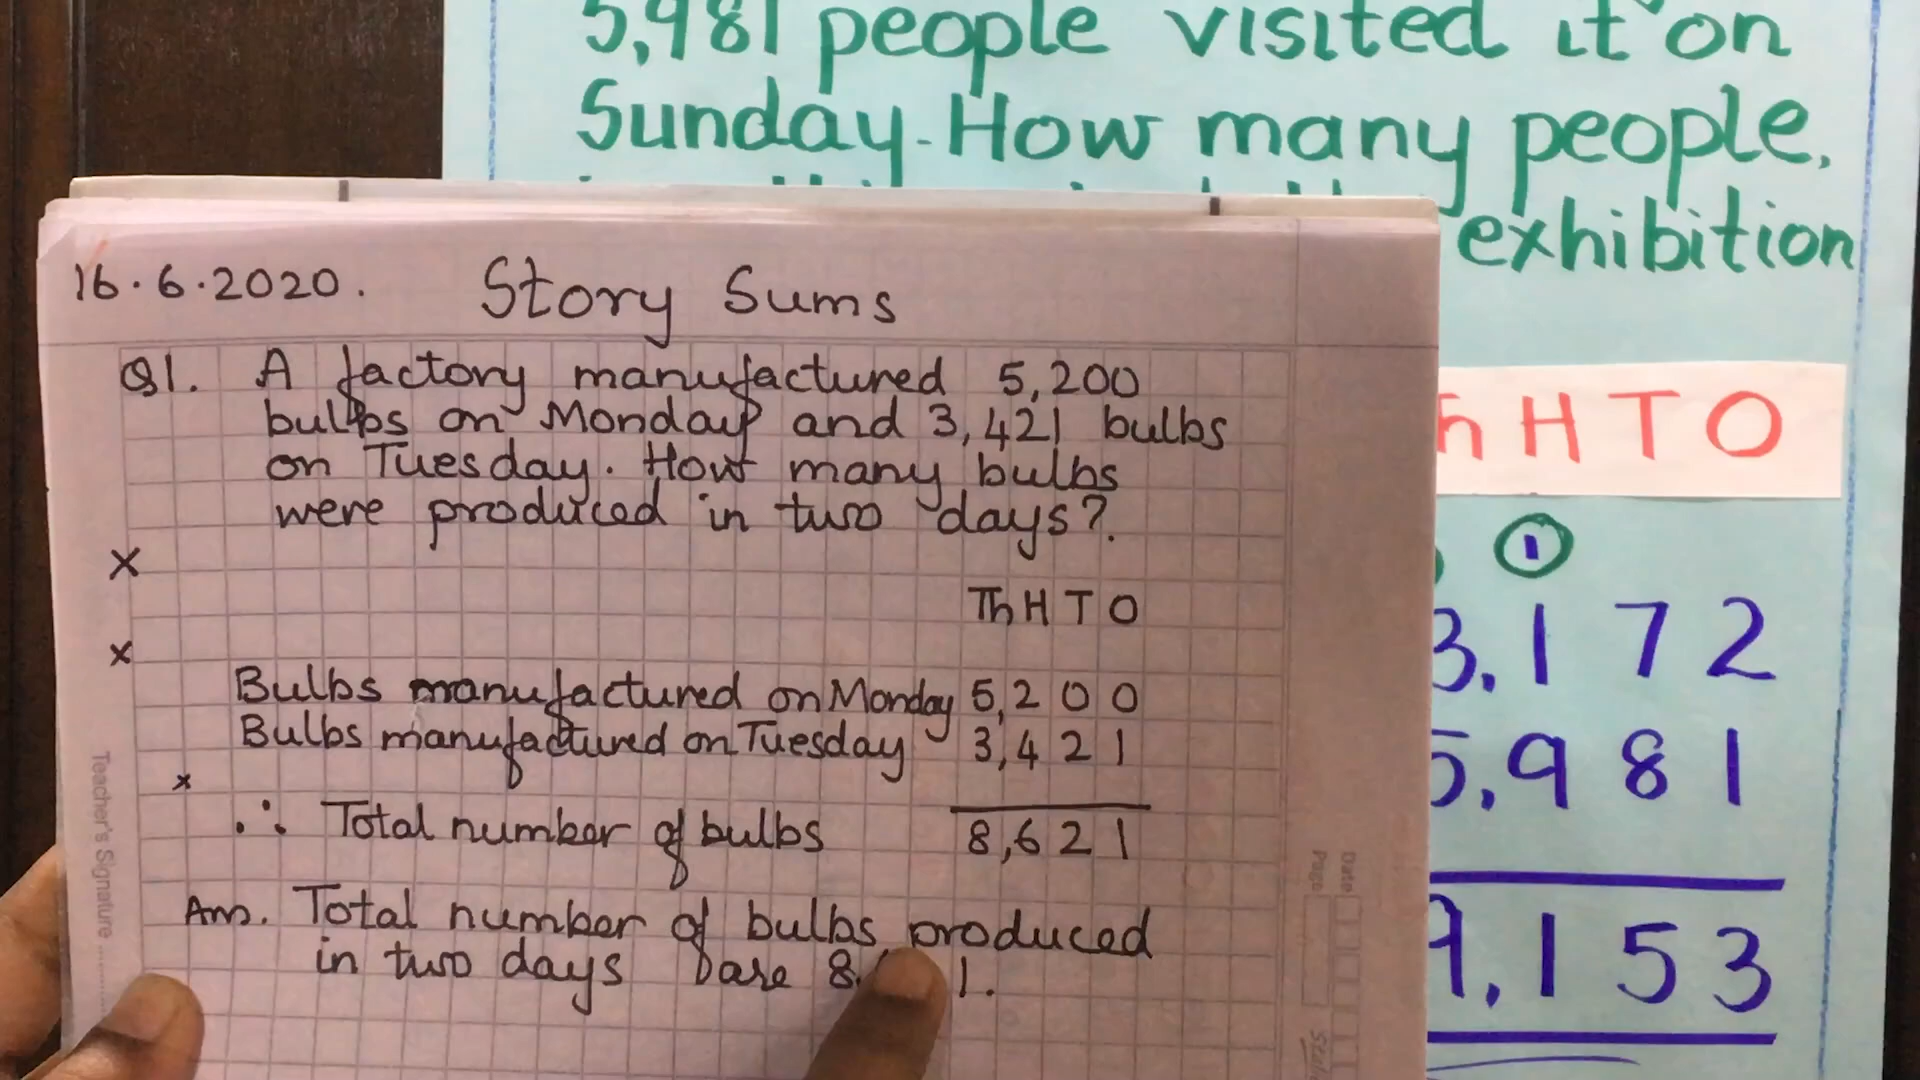 5,981 people visited it on
Sunday. How many people
exhibition
16.6.2020. Story Sums
Q1. A factory manufactured 5,200
bulbs on Monday and 3,421 bulbs
on Tuesday. How many bulbs
were produced in two days?
Th H T O
Bulbs manufactured on Monday 5,2 0 0
Bulbs manufactured on Tuesday 3,4 2 1
∴ Total number of bulbs 8,6 2 1
Ans. Total number of bulbs produced
in two days are 8, 1.
Teacher's Signature
Date
Page
H T O
1
3,1 7 2
5,9 8 1
9,1 5 3